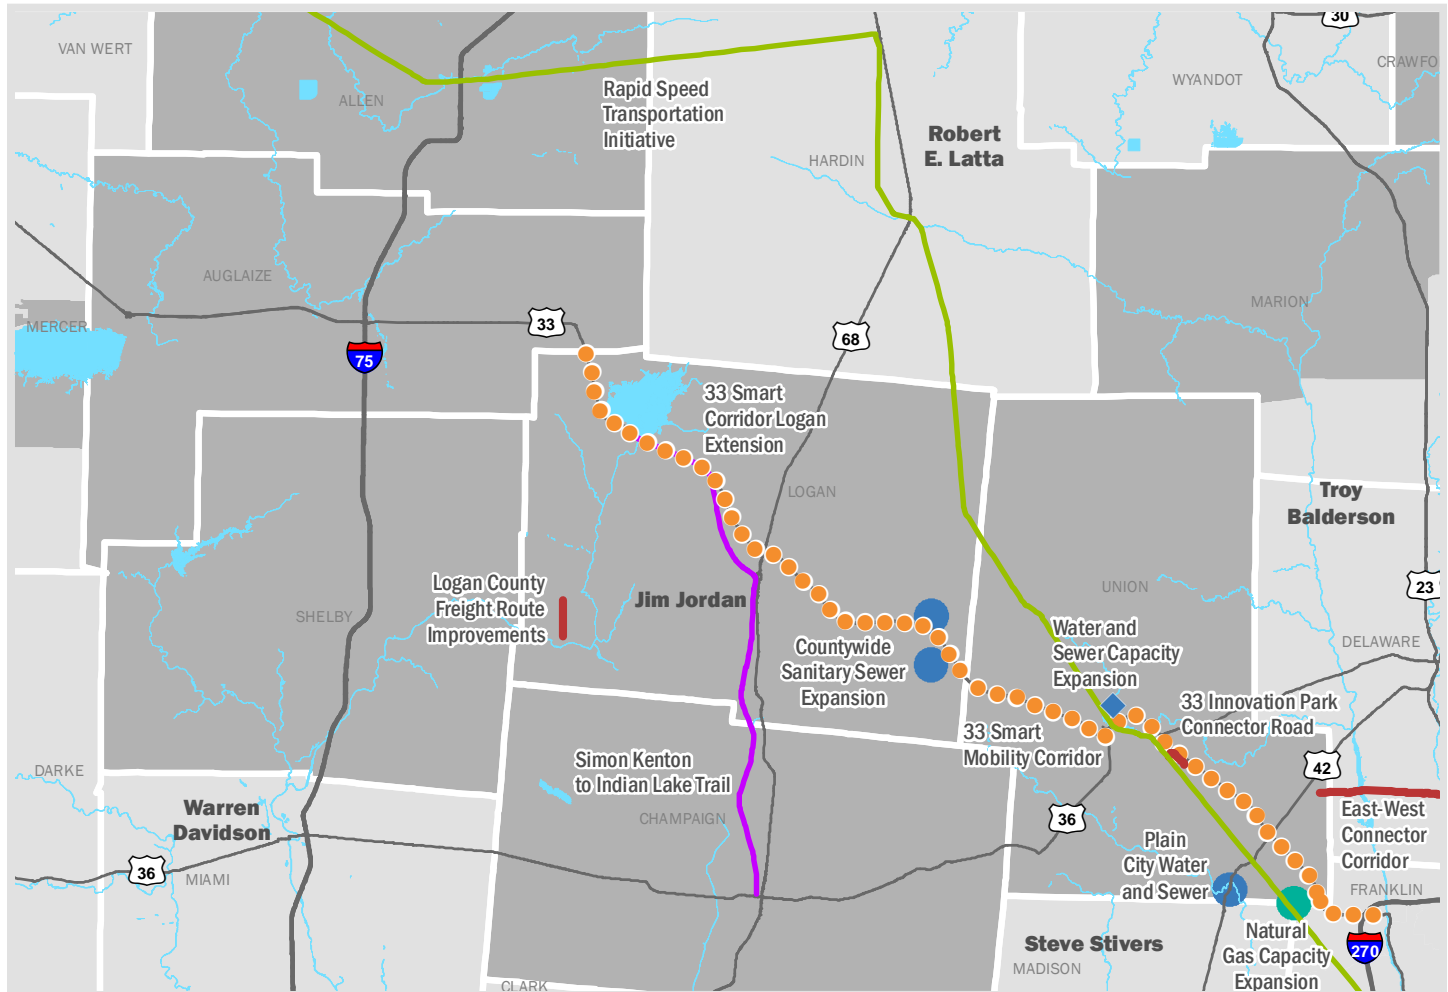 30
VAN WERT
CRAWFO
WYANDOT
ALLEN
Rapid Speed
Transportation
Initiative
Robert
E. Latta
HARDIN
AUGLAIZE
MARION
MERCER
33
68
75
33 Smart
Corridor Logan
Extension
LOGAN
Troy
Balderson
Logan County
Freight Route
Improvements
Jim Jordan
UNION
23
SHELBY
Water and
Sewer Capacity
Expansion
DELAWARE
Countywide
Sanitary Sewer
Expansion
33 Innovation Park
Connector Road
33 Smart
Mobility Corridor
Simon Kenton
to Indian Lake Trail
DARKE
42
Warren
Davidson
CHAMPAIGN
36
East-West
Connector
Corridor
Plain
City Water
and Sewer
36
MIAMI
FRANKLIN
Steve Stivers
MADISON
Natural
Gas Capacity
Expansion
270
CLARK